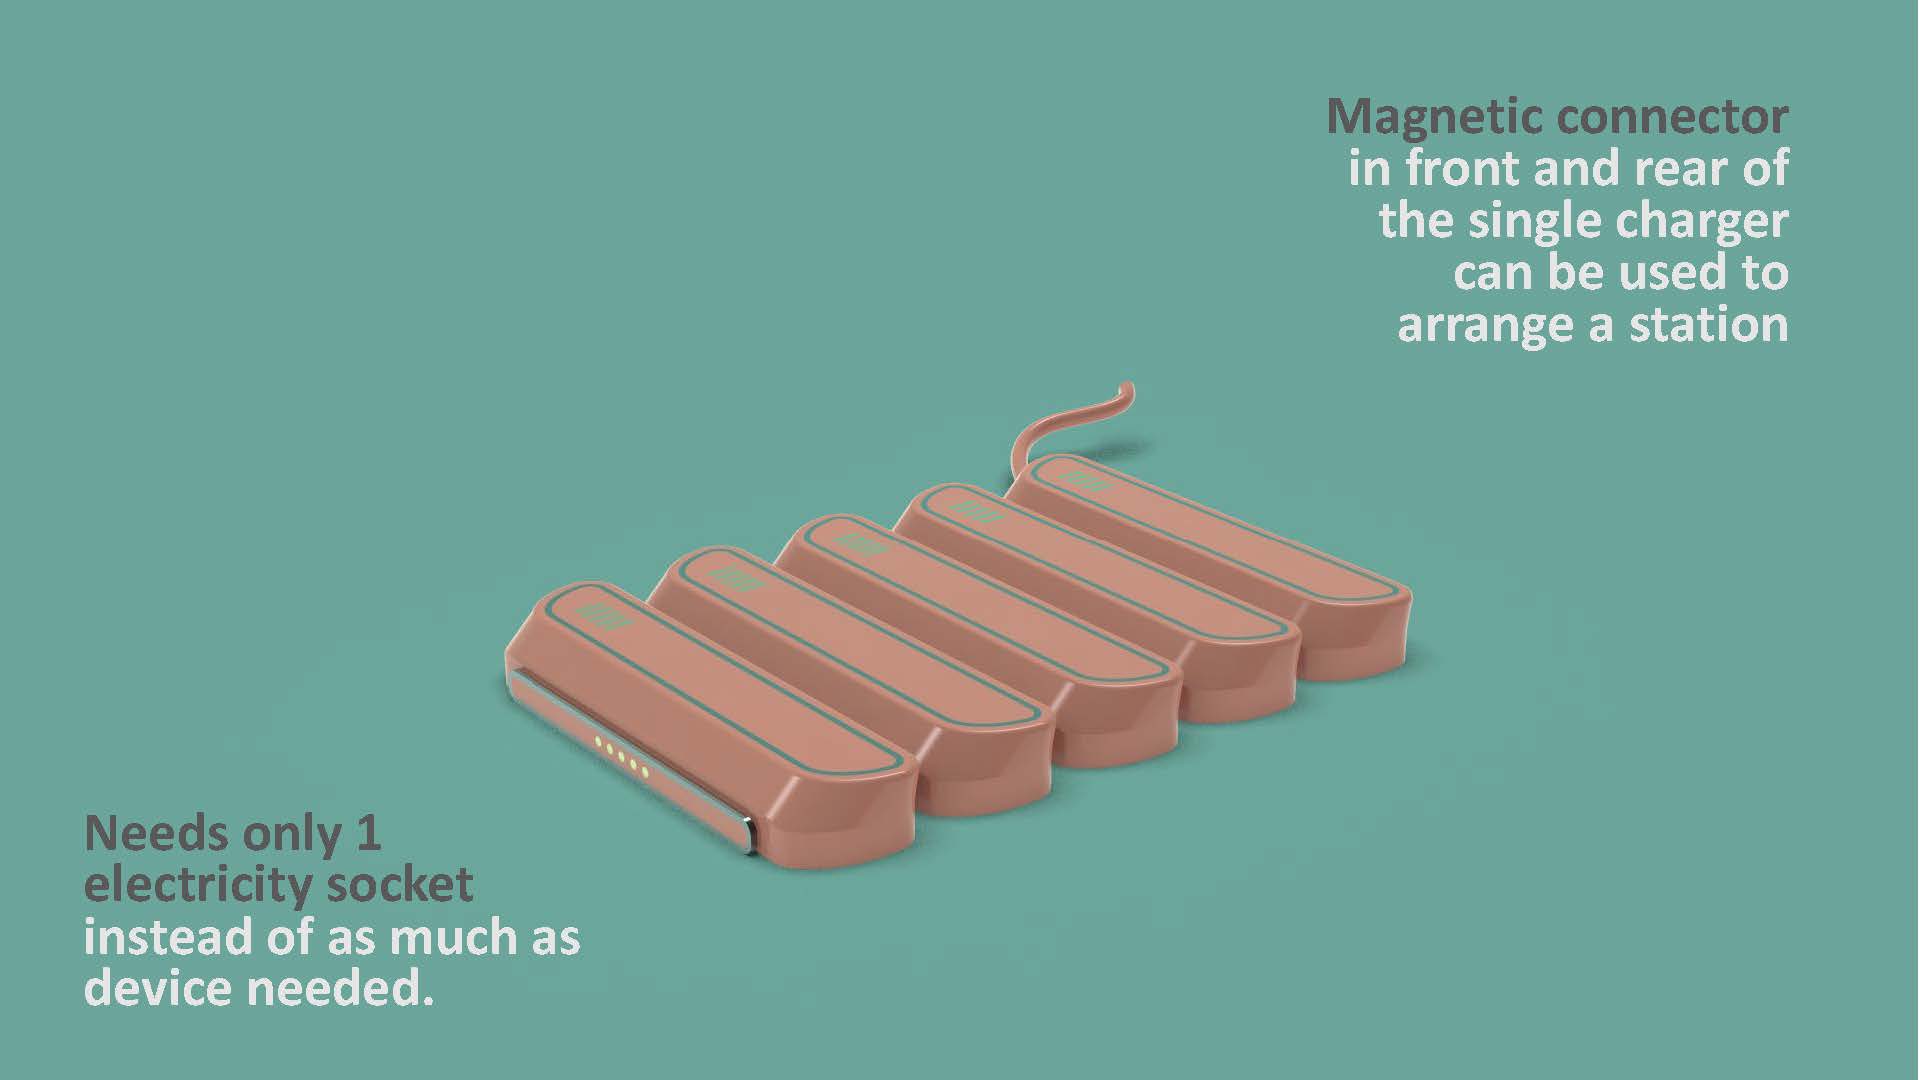 Magnetic connector
in front and rear of
the single charger
can be used to
arrange a station
Needs only 1
electricity socket
instead of as much as
device needed.